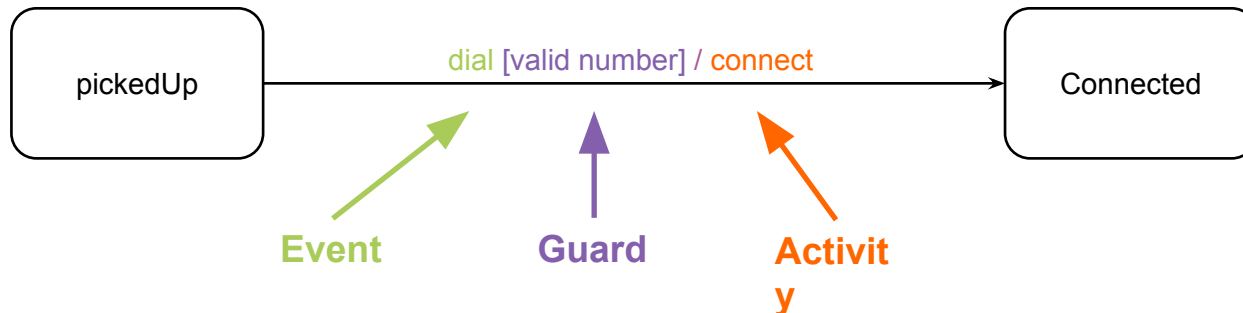 dial [valid number] / connect
pickedUp
Connected
Event
Guard
Activit
y